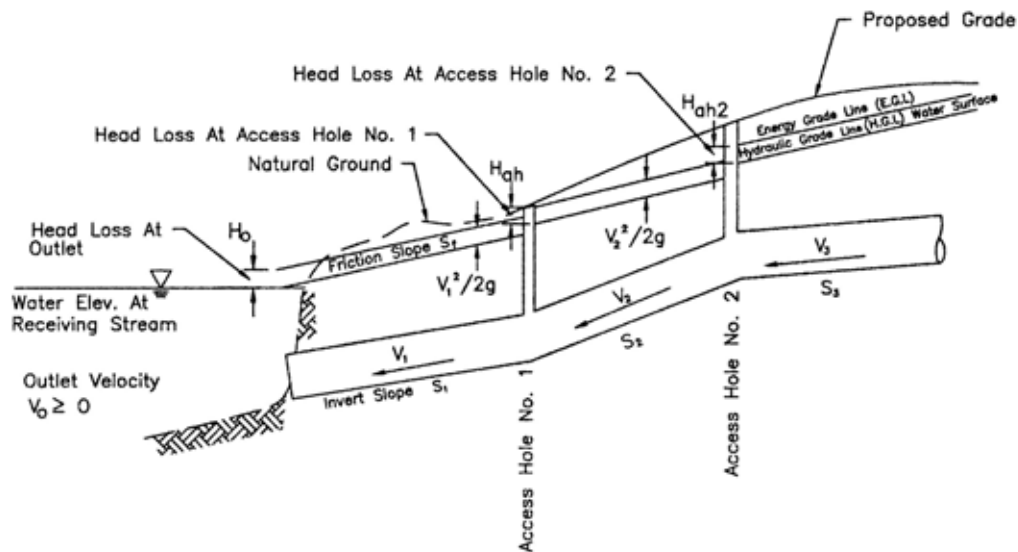 Proposed Grade
Head Loss At Access Hole No. 2
Hah2
Energy Grade Line (E.G.L)
Hydraulic Grade Line (H.G.L) Water Surface
Head Loss At Access Hole No. 1
Natural Ground
Hah
Head Loss At
Outlet
Ho
Friction Slope Sf
V1²/2g
V2²/2g
Water Elev. At
Receiving Stream
V3
S3
V2
S2
V1
Invert Slope S1
Outlet Velocity
Vo ≥ 0
Access Hole No. 1
Access Hole No. 2